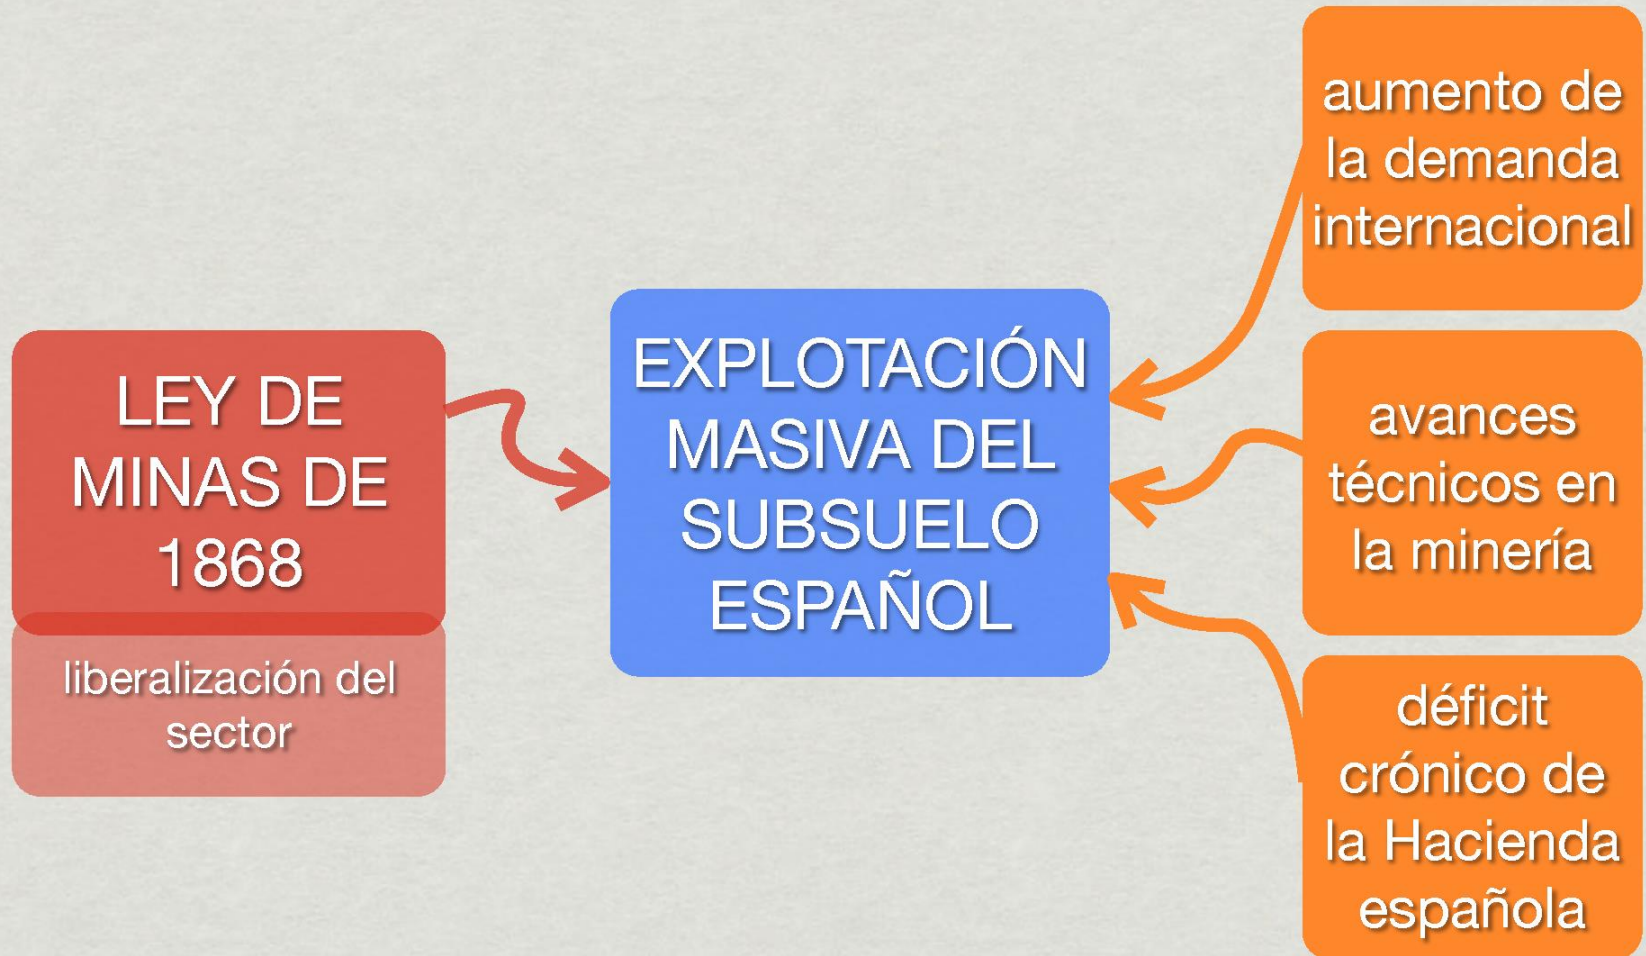 LEY DE
MINAS DE
1868
liberalización del
sector
EXPLOTACIÓN
MASIVA DEL
SUBSUELO
ESPAÑOL
aumento de
la demanda
internacional
avances
técnicos en
la minería
déficit
crónico de
la Hacienda
española